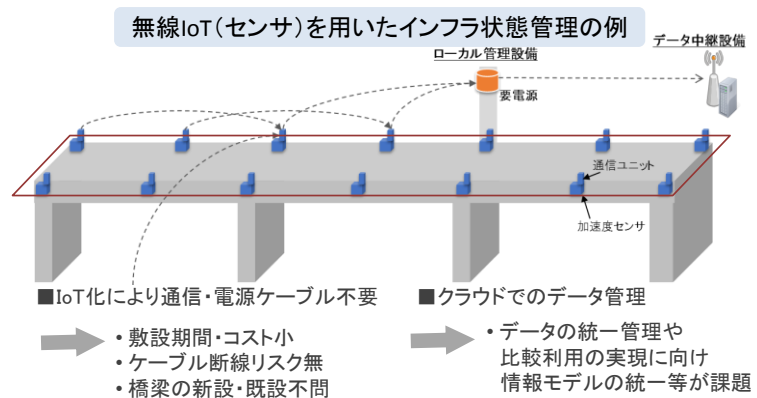 無線IoT(センサ)を用いたインフラ状態管理の例
ローカル管理設備
データ中継設備
要電源
通信ユニット
加速度センサ
■IoT化により通信・電源ケーブル不要
• 敷設期間・コスト小
• ケーブル断線リスク無
• 橋梁の新設・既設不問
■クラウドでのデータ管理
• データの統一管理や
比較利用の実現に向け
情報モデルの統一等が課題